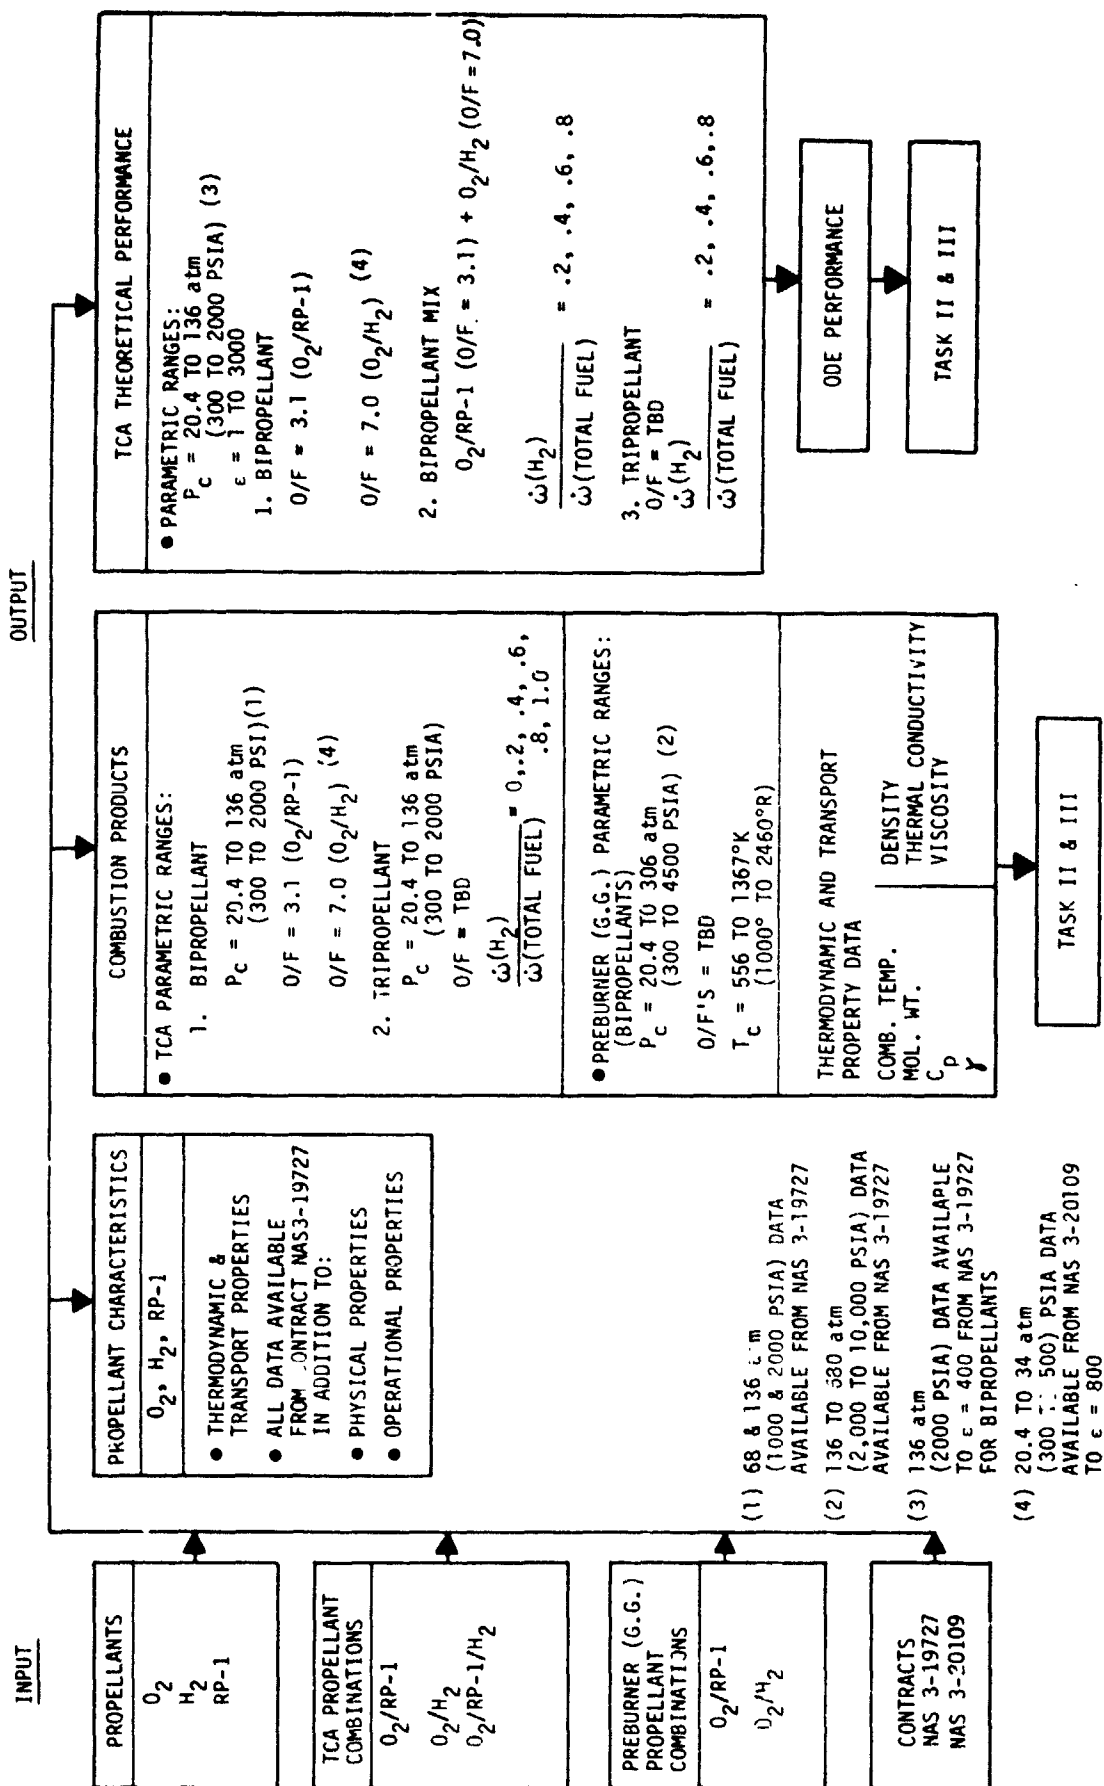 INPUT
PROPELLANTS
O2
H2
RP-1
TCA PROPELLANT
COMBINATIONS
O2/RP-1
O2/H2
O2/RP-1/H2
PREBURNER (G.G.)
PROPELLANT
COMBINATIONS
O2/RP-1
O2/H2
CONTRACTS
NAS 3-19727
NAS 3-20109
OUTPUT
PROPELLANT CHARACTERISTICS
O2, H2, RP-1
● THERMODYNAMIC &
TRANSPORT PROPERTIES
● ALL DATA AVAILABLE
FROM CONTRACT NAS3-19727
IN ADDITION TO:
● PHYSICAL PROPERTIES
● OPERATIONAL PROPERTIES
(1) 68 & 136 atm
(1000 & 2000 PSIA) DATA
AVAILABLE FROM NAS 3-19727
(2) 136 TO 680 atm
(2,000 TO 10,000 PSIA) DATA
AVAILABLE FROM NAS 3-19727
(3) 136 atm
(2000 PSIA) DATA AVAILABLE
TO ε = 400 FROM NAS 3-19727
FOR BIPROPELLANTS
(4) 20.4 TO 34 atm
(300 TO 500) PSIA DATA
AVAILABLE FROM NAS 3-20109
TO ε = 800
COMBUSTION PRODUCTS
● TCA PARAMETRIC RANGES:
1. BIPROPELLANT
Pc = 20.4 TO 136 atm
(300 TO 2000 PSI)(1)
O/F = 3.1 (O2/RP-1)
O/F = 7.0 (O2/H2) (4)
2. TRIPROPELLANT
Pc = 20.4 TO 136 atm
(300 TO 2000 PSIA)
O/F = TBD
ω̇(H2)
ω̇(TOTAL FUEL) = 0,.2, .4, .6,
.8, 1.0
● PREBURNER (G.G.) PARAMETRIC RANGES:
(BIPROPELLANTS)
Pc = 20.4 TO 306 atm
(300 TO 4500 PSIA) (2)
O/F'S = TBD
Tc = 556 TO 1367°K
(1000° TO 2460°R)
THERMODYNAMIC AND TRANSPORT
PROPERTY DATA
COMB. TEMP.
MOL. WT.
Cp
γ
DENSITY
THERMAL CONDUCTIVITY
VISCOSITY
TASK II & III
TCA THEORETICAL PERFORMANCE
● PARAMETRIC RANGES:
Pc = 20.4 TO 136 atm
(300 TO 2000 PSIA) (3)
ε = 1 TO 3000
1. BIPROPELLANT
O/F = 3.1 (O2/RP-1)
O/F = 7.0 (O2/H2) (4)
2. BIPROPELLANT MIX
O2/RP-1 (O/F = 3.1) + O2/H2 (O/F = 7.0)
ω̇(H2)
ω̇(TOTAL FUEL) = .2, .4, .6, .8
3. TRIPROPELLANT
O/F = TBD
ω̇(H2)
ω̇(TOTAL FUEL) = .2, .4, .6, .8
ODE PERFORMANCE
TASK II & III